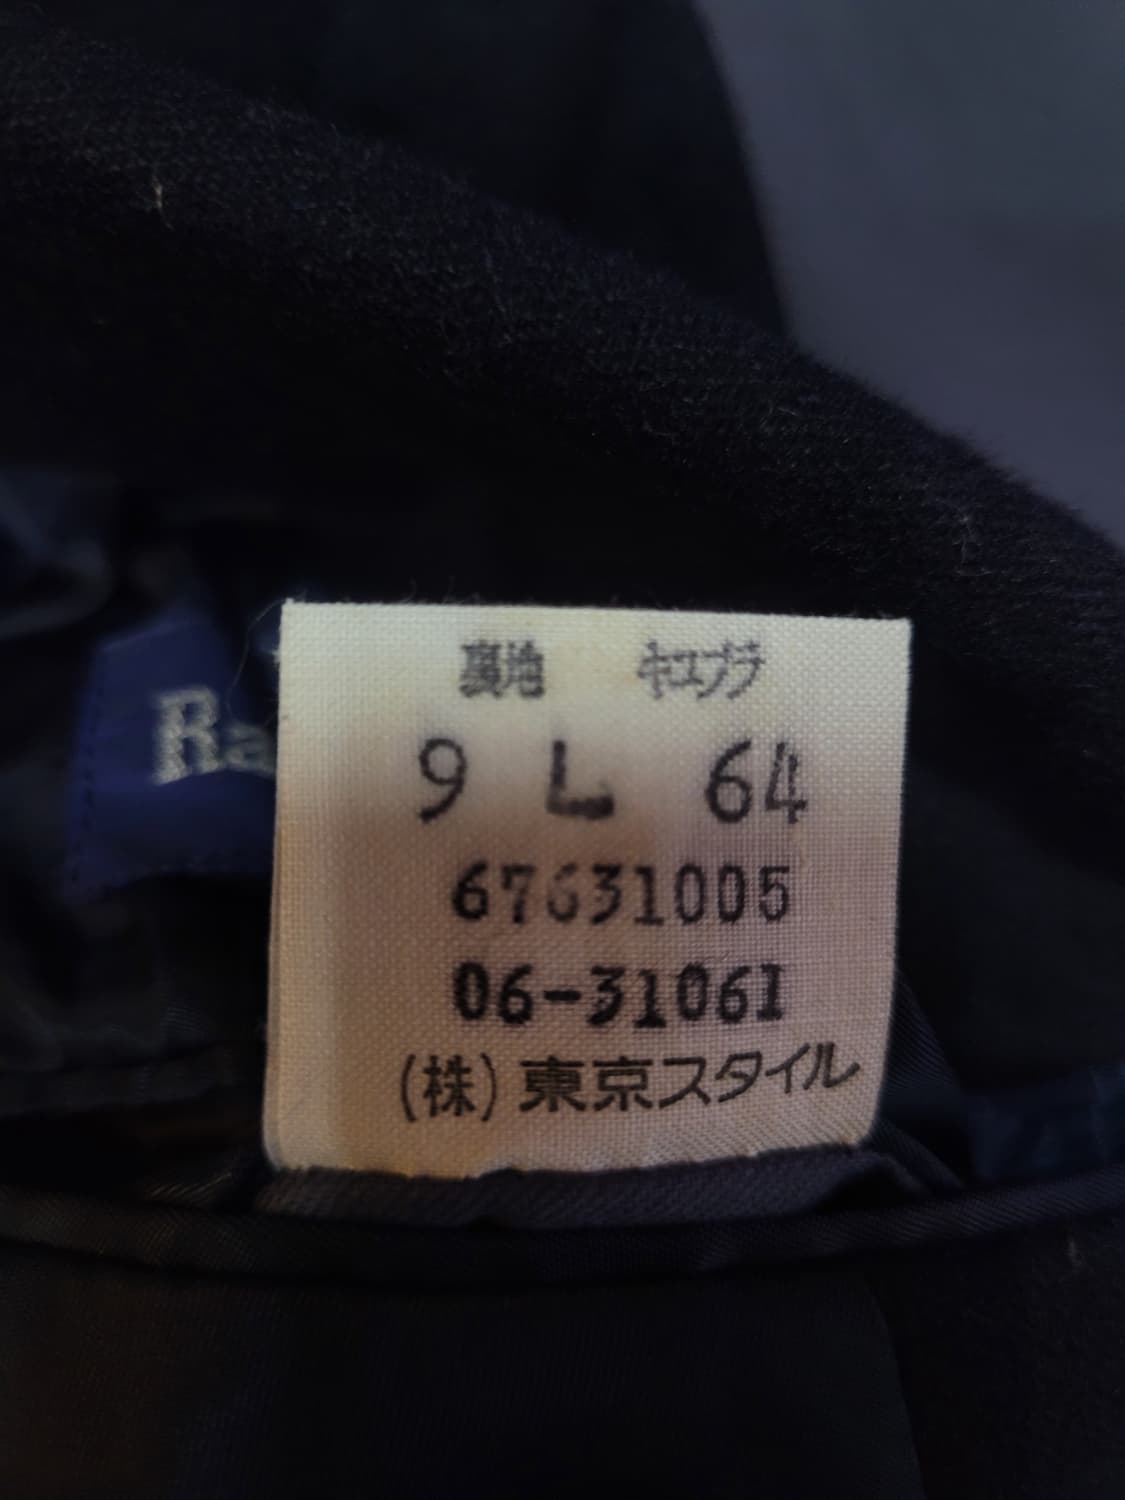 裏地 キュプラ
9 L 64
67631005
06-31061
(株)東京スタイル
Ra